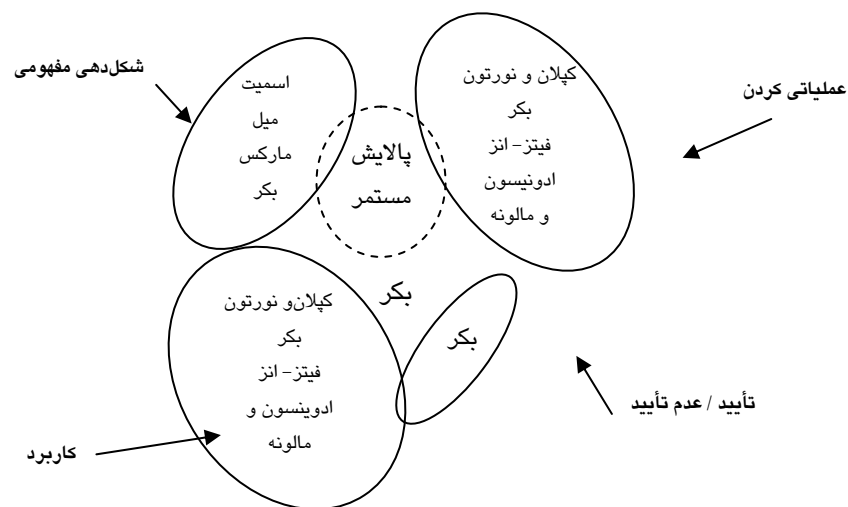 شکل‌دهی مفهومی
اسمیت
میل
مارکس
بکر
پالایش
مستمر
کپلان و نورتون
بکر
فیتز- انز
ادونیسون
و مالونه
عملیاتی کردن
بکر
بکر
تأیید / عدم تأیید
کپلان‌و نورتون
بکر
فیتز- انز
ادوینسون و
مالونه
کاربرد